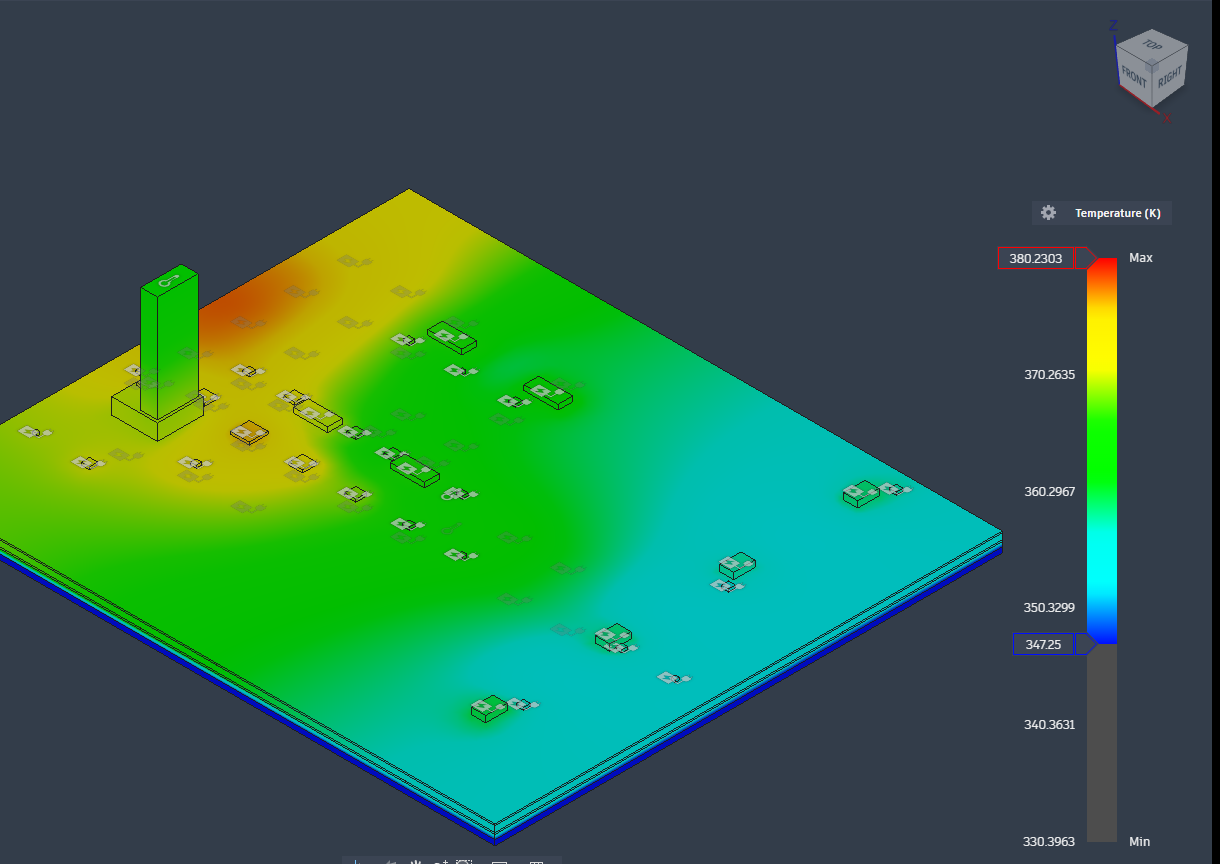 Z
TOP
FRONT
RIGHT
X
Temperature (K)
380.2303
Max
370.2635
360.2967
350.3299
347.25
340.3631
330.3963
Min